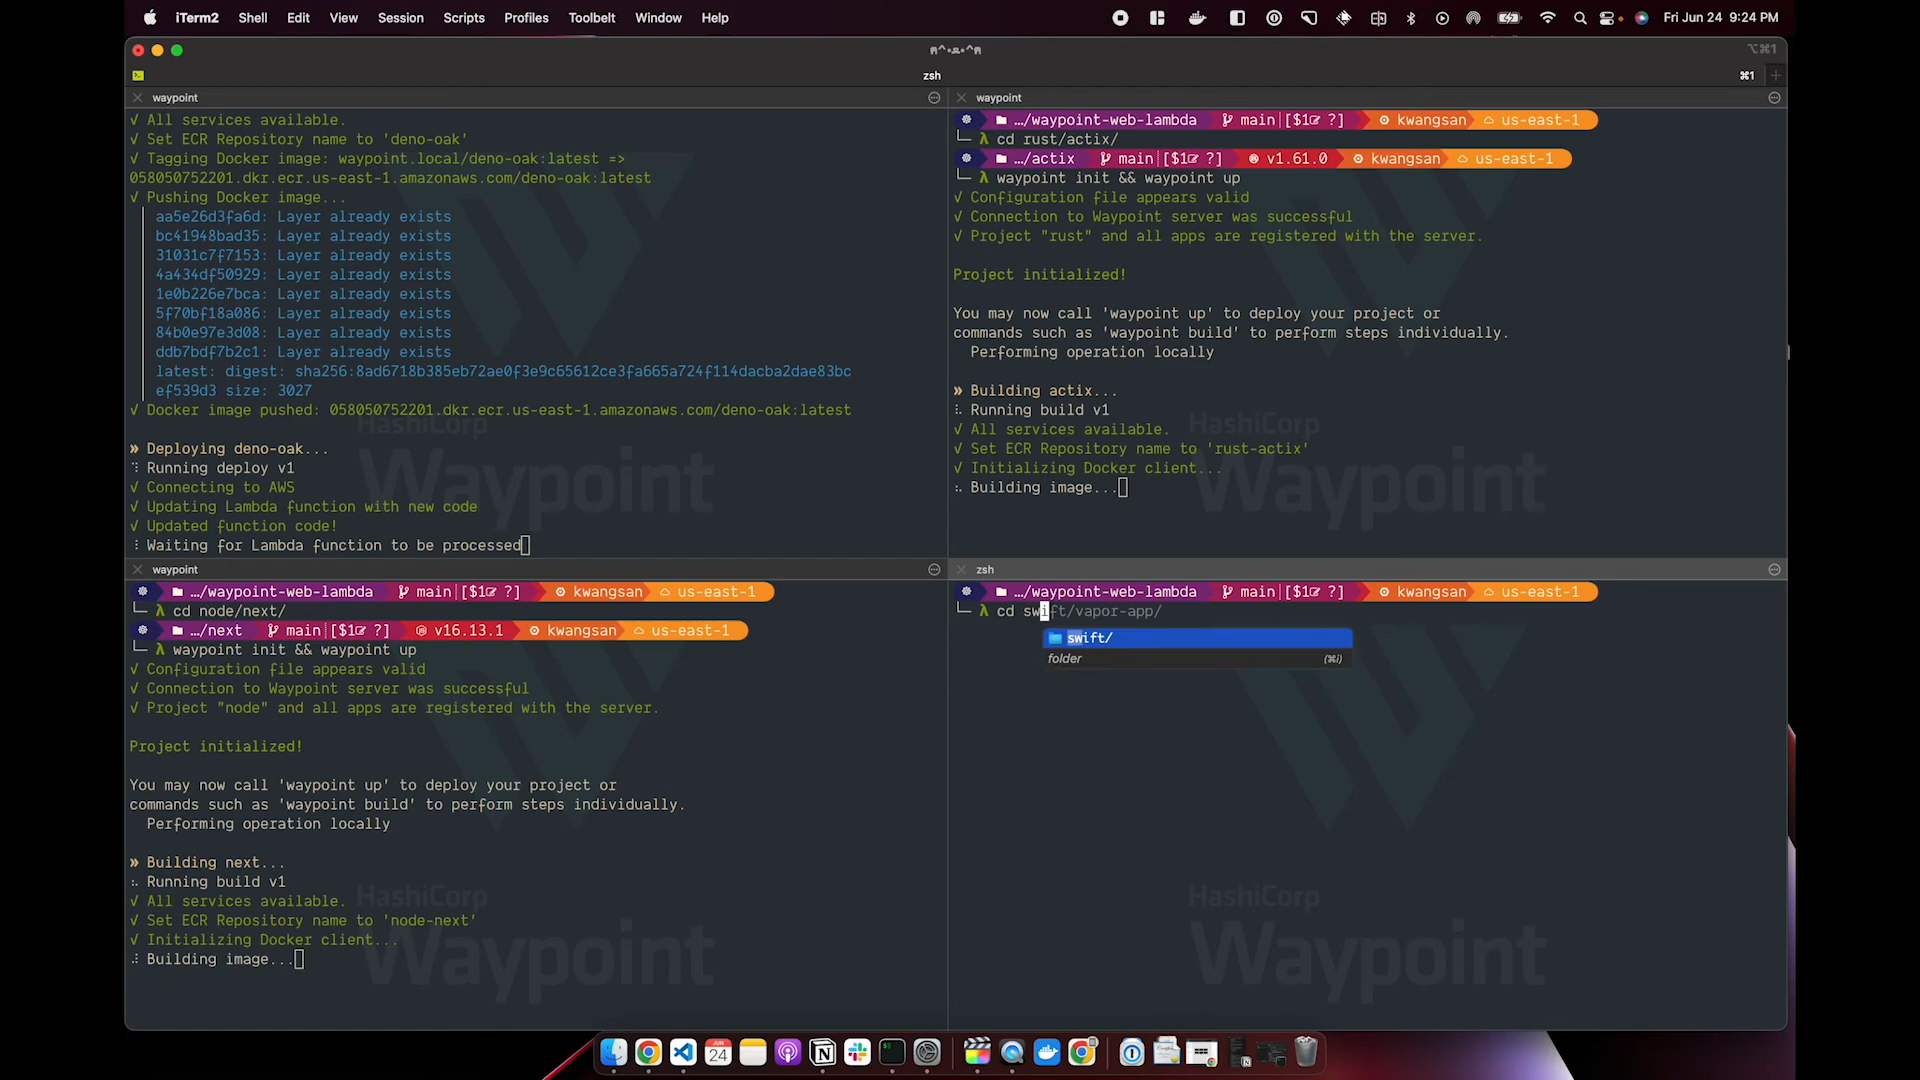 iTerm2 Shell Edit View Session Scripts Profiles Toolbelt Window Help
Fri Jun 24 9:24 PM
ฅ^•ﻌ•^ฅ
⌥⌘1
zsh
⌘1
waypoint
√ All services available.
√ Set ECR Repository name to 'deno-oak'
√ Tagging Docker image: waypoint.local/deno-oak:latest =>
058050752201.dkr.ecr.us-east-1.amazonaws.com/deno-oak:latest
√ Pushing Docker image...
aa5e26d3fa6d: Layer already exists
bc41948bad35: Layer already exists
31031c7f7153: Layer already exists
4a434df50929: Layer already exists
1e0b226e7bca: Layer already exists
5f70bf18a086: Layer already exists
84b0e97e3d08: Layer already exists
ddb7bdf7b2c1: Layer already exists
latest: digest: sha256:8ad6718b385eb72ae0f3e9c65612ce3fa665a724f114dacba2dae83bc
ef539d3 size: 3027
√ Docker image pushed: 058050752201.dkr.ecr.us-east-1.amazonaws.com/deno-oak:latest
» Deploying deno-oak...
Running deploy v1
√ Connecting to AWS
√ Updating Lambda function with new code
√ Updated function code!
Waiting for Lambda function to be processed
HashiCorp
Waypoint
waypoint
…/waypoint-web-lambda main [$1 ?] kwangsan us-east-1
λ cd rust/actix/
…/actix main [$1 ?] v1.61.0 kwangsan us-east-1
λ waypoint init && waypoint up
√ Configuration file appears valid
√ Connection to Waypoint server was successful
√ Project "rust" and all apps are registered with the server.
Project initialized!
You may now call 'waypoint up' to deploy your project or
commands such as 'waypoint build' to perform steps individually.
Performing operation locally
» Building actix...
Running build v1
√ All services available.
√ Set ECR Repository name to 'rust-actix'
√ Initializing Docker client...
Building image...
HashiCorp
Waypoint
waypoint
…/waypoint-web-lambda main [$1 ?] kwangsan us-east-1
λ cd node/next/
…/next main [$1 ?] v16.13.1 kwangsan us-east-1
λ waypoint init && waypoint up
√ Configuration file appears valid
√ Connection to Waypoint server was successful
√ Project "node" and all apps are registered with the server.
Project initialized!
You may now call 'waypoint up' to deploy your project or
commands such as 'waypoint build' to perform steps individually.
Performing operation locally
» Building next...
Running build v1
√ All services available.
√ Set ECR Repository name to 'node-next'
√ Initializing Docker client...
Building image...
HashiCorp
Waypoint
zsh
…/waypoint-web-lambda main [$1 ?] kwangsan us-east-1
λ cd swift/vapor-app/
swift/
folder (⌘i)
HashiCorp
Waypoint
JUN
24